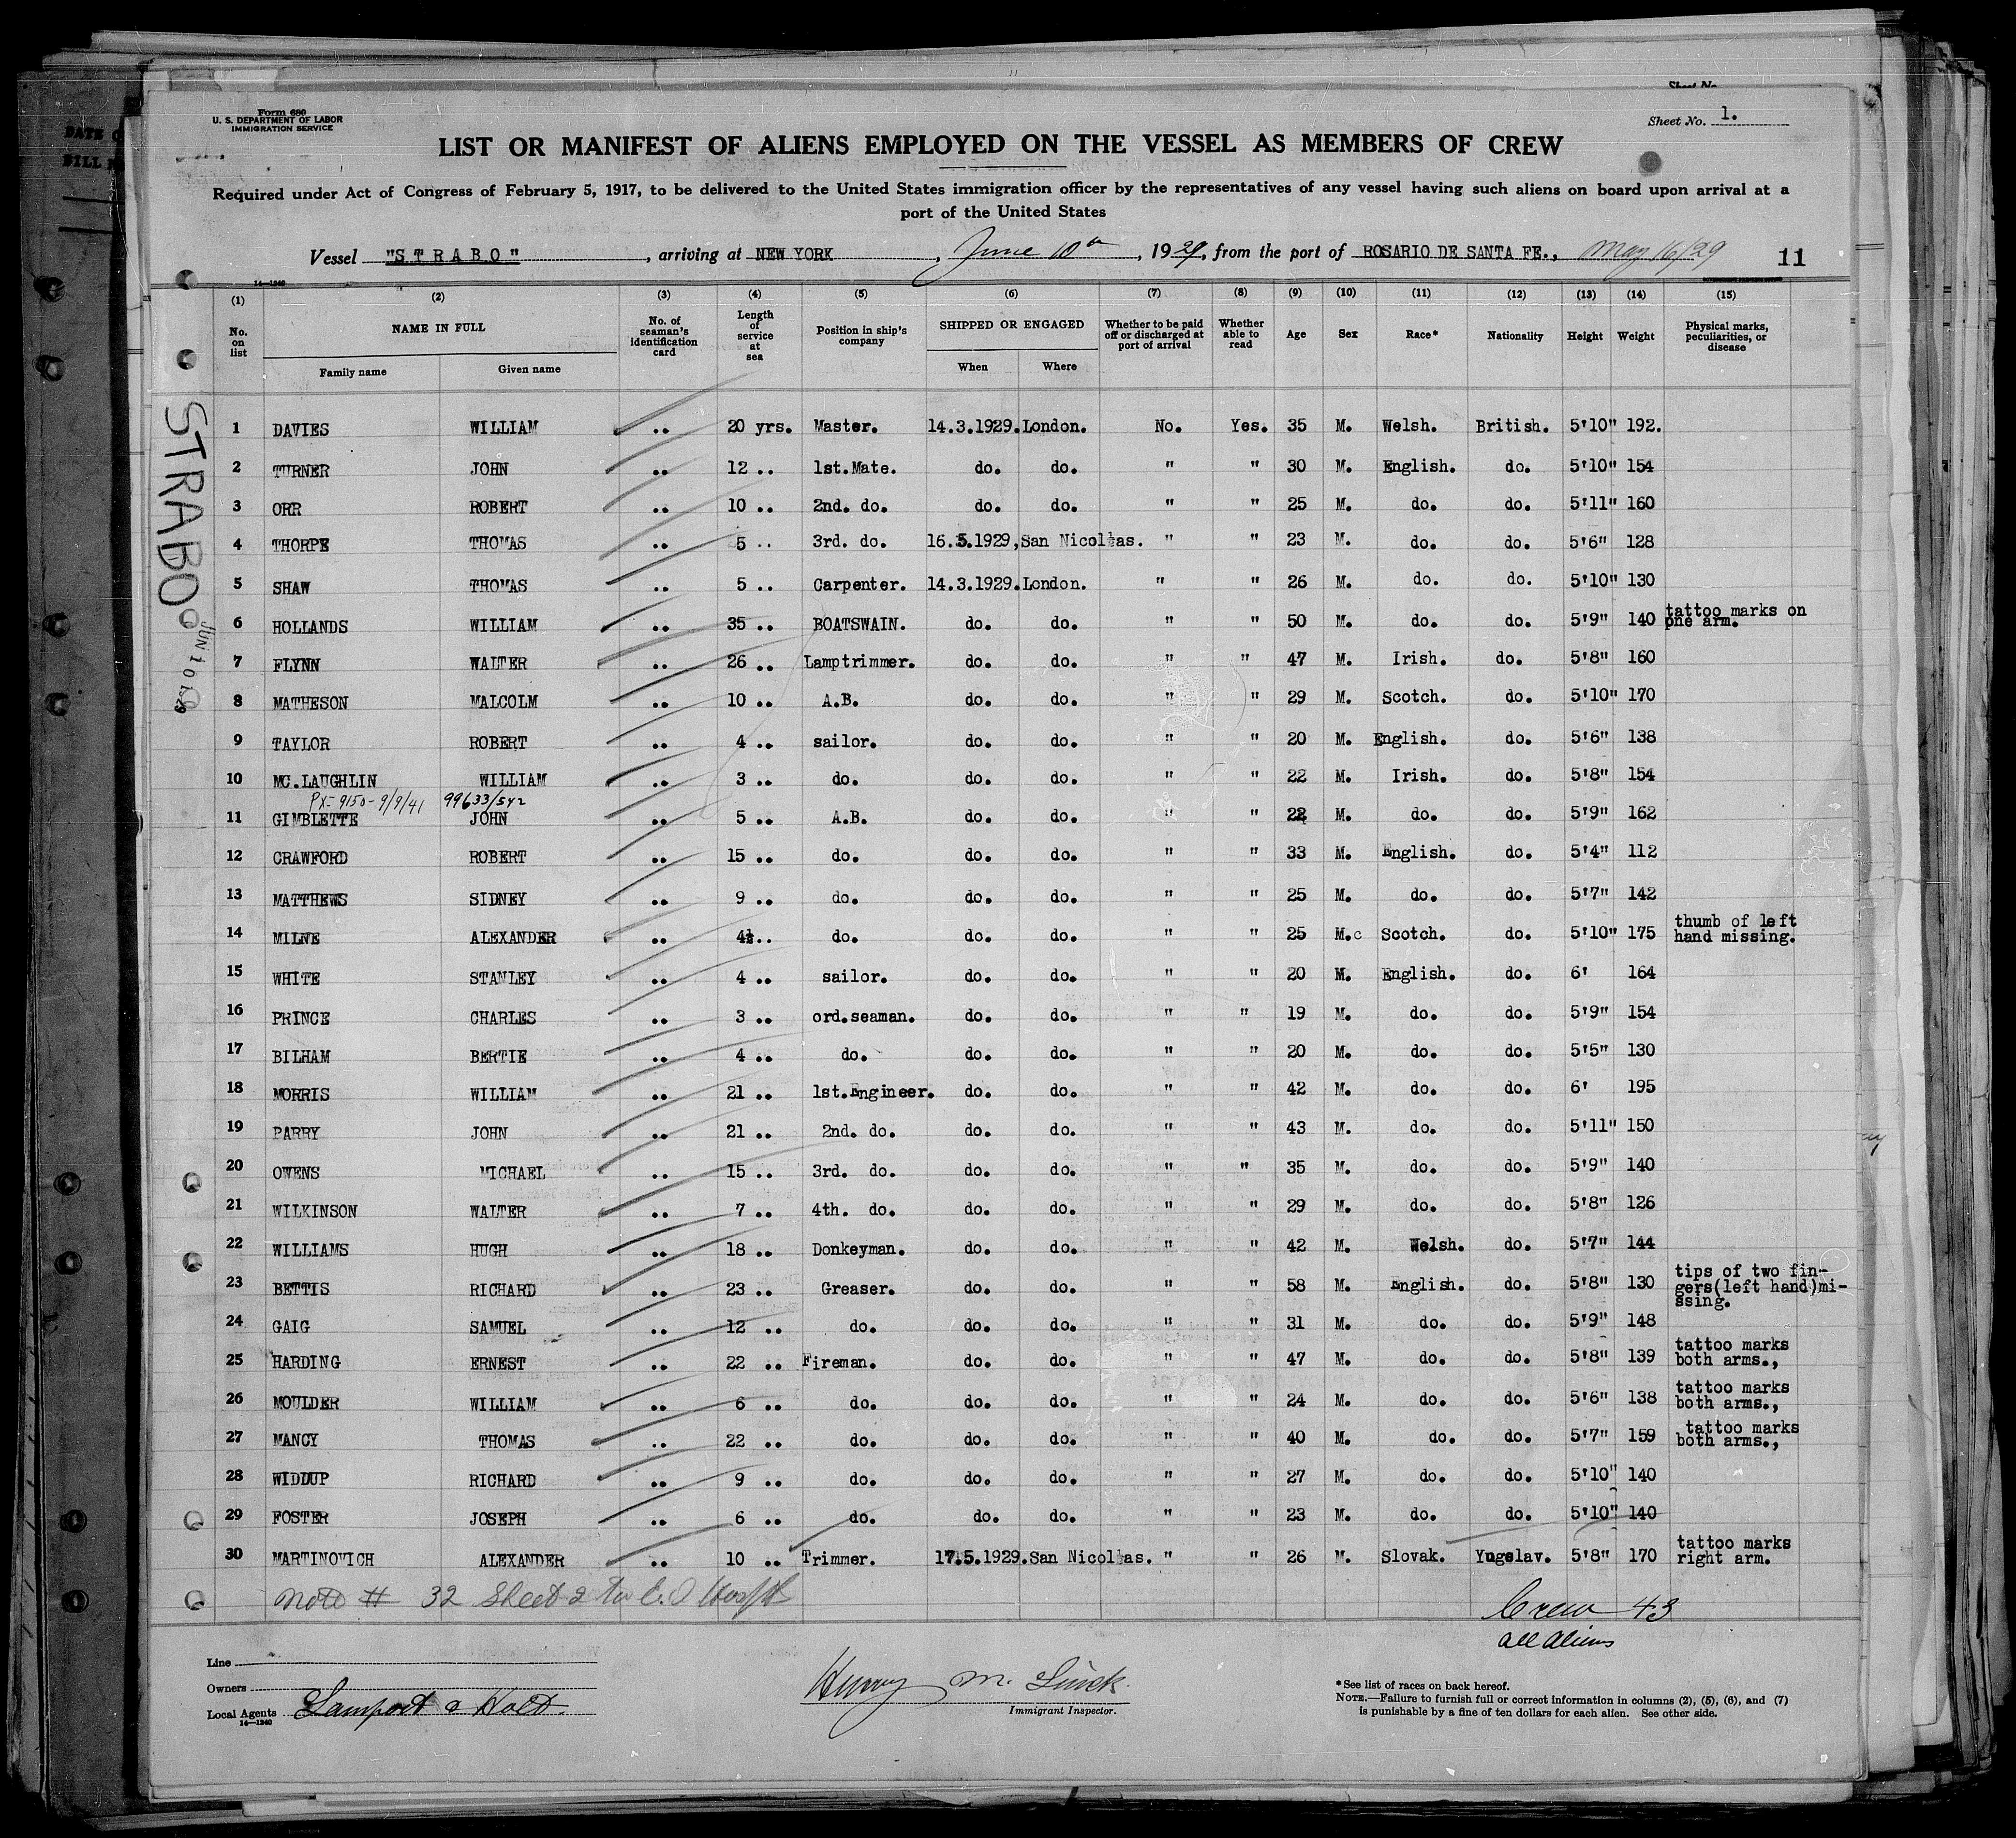 Sheet No.
Form 680
U. S. DEPARTMENT OF LABOR
IMMIGRATION SERVICE
Sheet No. 1.
LIST OR MANIFEST OF ALIENS EMPLOYED ON THE VESSEL AS MEMBERS OF CREW
Required under Act of Congress of February 5, 1917, to be delivered to the United States immigration officer by the representatives of any vessel having such aliens on board upon arrival at a
port of the United States
Vessel "STRABO", arriving at NEW YORK, June 10th, 1929, from the port of ROSARIO DE SANTA FE., May 16/29 11
14—1240
(1) (2) (3) (4) (5) (6) (7) (8) (9) (10) (11) (12) (13) (14) (15)
No. on list NAME IN FULL Family name Given name No. of seaman's identification card Length of service at sea Position in ship's company SHIPPED OR ENGAGED When Where Whether to be paid off or discharged at port of arrival Whether able to read Age Sex Race* Nationality Height Weight Physical marks, peculiarities, or disease
1 DAVIES WILLIAM .. 20 yrs. Master. 14.3.1929. London. No. Yes. 35 M. Welsh. British. 5'10" 192.
2 TURNER JOHN .. 12 .. 1st.Mate. do. do. " " 30 M. English. do. 5'10" 154
3 ORR ROBERT .. 10 .. 2nd. do. do. do. " " 25 M. do. do. 5'11" 160
4 THORPE THOMAS .. 5 .. 3rd. do. 16.5.1929, San Nicolas. " " 23 M. do. do. 5'6" 128
5 SHAW THOMAS .. 5 .. Carpenter. 14.3.1929. London. " " 26 M. do. do. 5'10" 130
6 HOLLANDS WILLIAM .. 35 .. BOATSWAIN. do. do. " " 50 M. do. do. 5'9" 140 tattoo marks on one arm.
7 FLYNN WALTER .. 26 .. Lamptrimmer. do. do. " " 47 M. Irish. do. 5'8" 160
8 MATHESON MALCOLM .. 10 .. A.B. do. do. " " 29 M. Scotch. do. 5'10" 170
9 TAYLOR ROBERT .. 4 .. sailor. do. do. " " 20 M. English. do. 5'6" 138
10 MC.LAUGHLIN WILLIAM .. 3 .. do. do. do. " " 22 M. Irish. do. 5'8" 154
PX-9150-9/9/41 99633/542
11 GIMBLETTE JOHN .. 5 .. A.B. do. do. " " 22 M. do. do. 5'9" 162
12 CRAWFORD ROBERT .. 15 .. do. do. do. " " 33 M. English. do. 5'4" 112
13 MATTHEWS SIDNEY .. 9 .. do. do. do. " " 25 M. do. do. 5'7" 142
14 MILNE ALEXANDER .. 4½.. do. do. do. " " 25 M.c Scotch. do. 5'10" 175 thumb of left hand missing.
15 WHITE STANLEY .. 4 .. sailor. do. do. " " 20 M. English. do. 6' 164
16 PRINCE CHARLES .. 3 .. ord.seaman. do. do. " " 19 M. do. do. 5'9" 154
17 BILHAM BERTIE .. 4 .. do. do. do. " " 20 M. do. do. 5'5" 130
18 MORRIS WILLIAM .. 21 .. 1st.Engineer. do. do. " " 42 M. do. do. 6' 195
19 PARRY JOHN .. 21 .. 2nd. do. do. do. " " 43 M. do. do. 5'11" 150
20 OWENS MICHAEL .. 15 .. 3rd. do. do. do. " " 35 M. do. do. 5'9" 140
21 WILKINSON WALTER .. 7 .. 4th. do. do. do. " " 29 M. do. do. 5'8" 126
22 WILLIAMS HUGH .. 18 .. Donkeyman. do. do. " " 42 M. Welsh. do. 5'7" 144
23 BETTIS RICHARD .. 23 .. Greaser. do. do. " " 58 M. English. do. 5'8" 130 tips of two fin-gers(left hand)mi-ssing.
24 GAIG SAMUEL .. 12 .. do. do. do. " " 31 M. do. do. 5'9" 148
25 HARDING ERNEST .. 22 .. Fireman. do. do. " " 47 M. do. do. 5'8" 139 tattoo marks both arms.,
26 MOULDER WILLIAM .. 6 .. do. do. do. " " 24 M. do. do. 5'6" 138 tattoo marks both arms.,
27 MANCY THOMAS .. 22 .. do. do. do. " " 40 M. do. do. 5'7" 159 tattoo marks both arms.,
28 WIDDUP RICHARD .. 9 .. do. do. do. " " 27 M. do. do. 5'10" 140
29 FOSTER JOSEPH .. 6 .. do. do. do. " " 23 M. do. do. 5'10" 140
30 MARTINOVICH ALEXANDER .. 10 .. Trimmer. 17.5.1929. San Nicolas. " " 26 M. Slovak. Yugslav. 5'8" 170 tattoo marks right arm.
Note # 32 Sheet 2
Crew 43
all aliens
STRABO
JUN 10 1929
Line
Owners
Local Agents Lamport & Holt.
14—1240
Henry M.
Immigrant Inspector.
*See list of races on back hereof.
NOTE.—Failure to furnish full or correct information in columns (2), (5), (6), and (7)
is punishable by a fine of ten dollars for each alien. See other side.